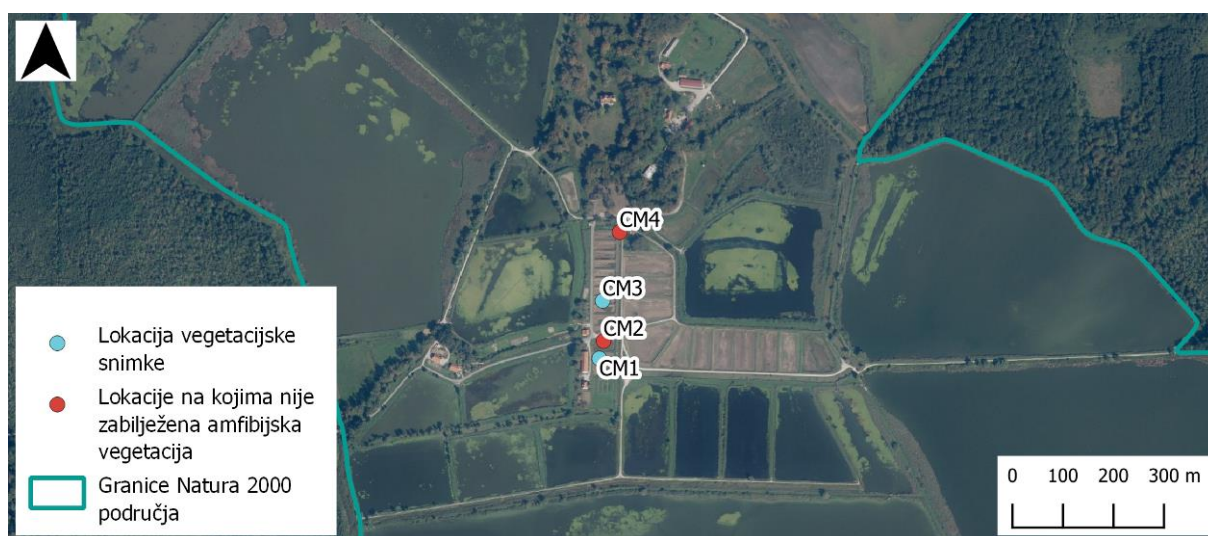 CM4
CM3
CM2
CM1
Lokacija vegetacijske
snimke
Lokacije na kojima nije
zabilježena amfibijska
vegetacija
Granice Natura 2000
područja
0 100 200 300 m